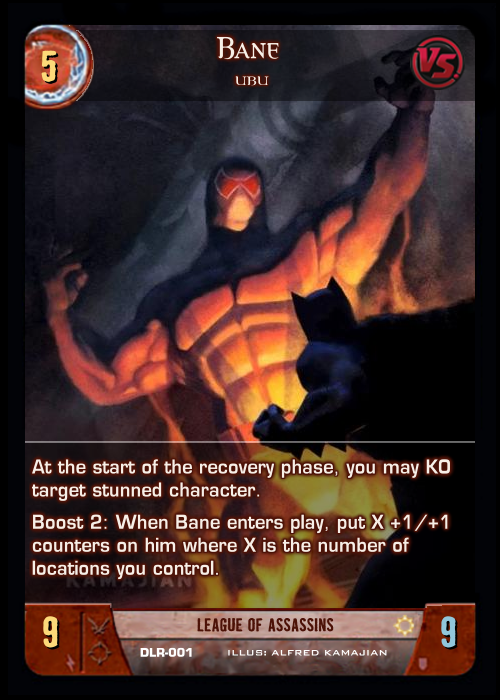 5
Bane
UBU
VS.
At the start of the recovery phase, you may KO
target stunned character.
Boost 2: When Bane enters play, put X +1/+1
counters on him where X is the number of
locations you control.
KAMAJIAN
9
LEAGUE OF ASSASSINS
9
DLR-001 ILLUS: ALFRED KAMAJIAN